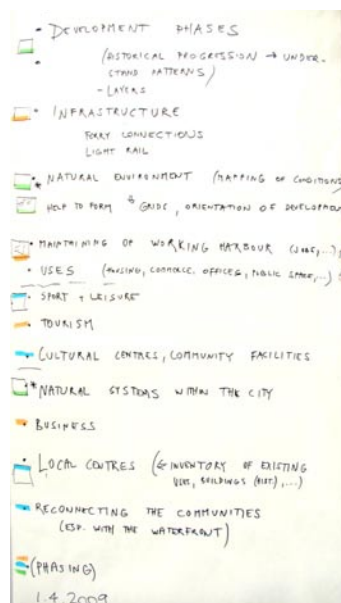 - DEVELOPMENT PHASES
(HISTORICAL PROGRESSION → UNDER-
STAND PATTERNS)
- LAYERS
• INFRASTRUCTURE
FERRY CONNECTIONS
LIGHT RAIL
* NATURAL ENVIRONMENT (MAPPING OF CONDITIONS)
HELP TO FORM GRIDS, ORIENTATION OF DEVELOPMEN
• MAINTAINING OF WORKING HARBOUR (JOBS,...),
• USES (HOUSING, COMMERCE, OFFICES, PUBLIC SPACE,...)
• SPORT + LEISURE
• TOURISM
• CULTURAL CENTRES, COMMUNITY FACILITIES
* NATURAL SYSTEMS WITHIN THE CITY
• BUSINESS
• LOCAL CENTRES (← INVENTORY OF EXISTING
USES, BUILDINGS (HIST.),...)
• RECONNECTING THE COMMUNITIES
(ESP. WITH THE WATERFRONT)
• (PHASING)
1.4.2009